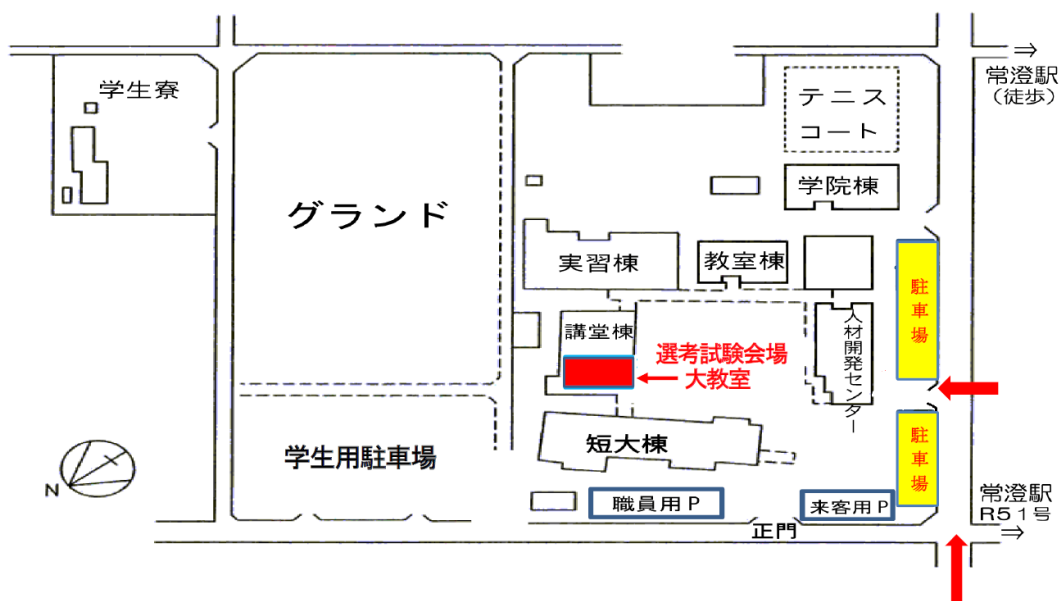 学生寮
グランド
学生用駐車場
N
テニス
コート
学院棟
実習棟
教室棟
講堂棟
選考試験会場
大教室
人材開発センター
短大棟
職員用P
来客用P
正門
駐車場
駐車場
⇒
常澄駅
(徒歩)
常澄駅
R51号
⇒